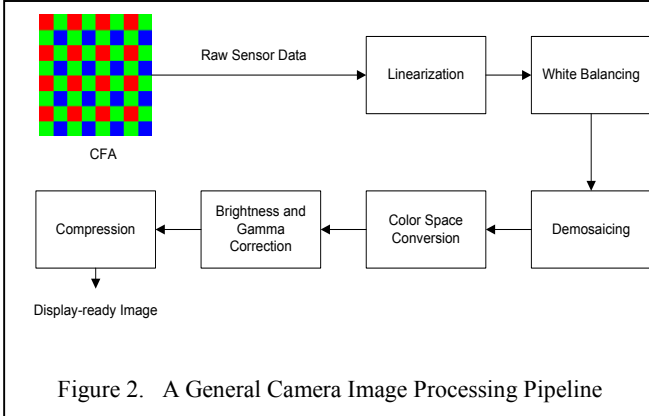 Raw Sensor Data
Linearization
White Balancing
CFA
Compression
Brightness and
Gamma
Correction
Color Space
Conversion
Demosaicing
Display-ready Image
Figure 2. A General Camera Image Processing Pipeline